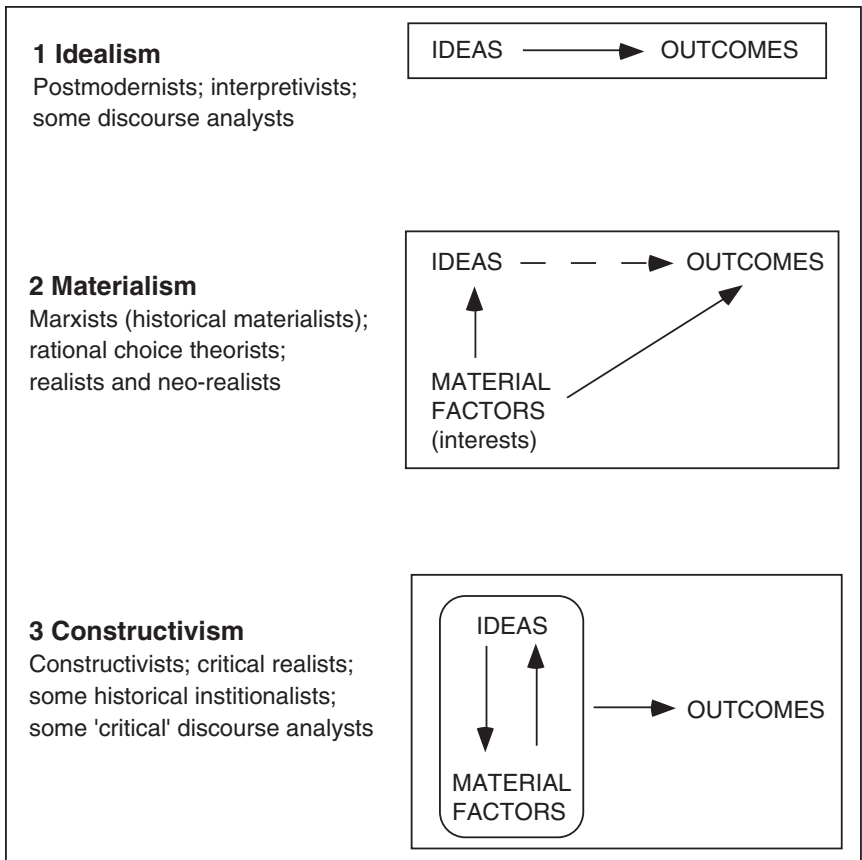 1 Idealism
Postmodernists; interpretivists;
some discourse analysts
IDEAS OUTCOMES
2 Materialism
Marxists (historical materialists);
rational choice theorists;
realists and neo-realists
IDEAS OUTCOMES
MATERIAL
FACTORS
(interests)
3 Constructivism
Constructivists; critical realists;
some historical institionalists;
some 'critical' discourse analysts
IDEAS
OUTCOMES
MATERIAL
FACTORS